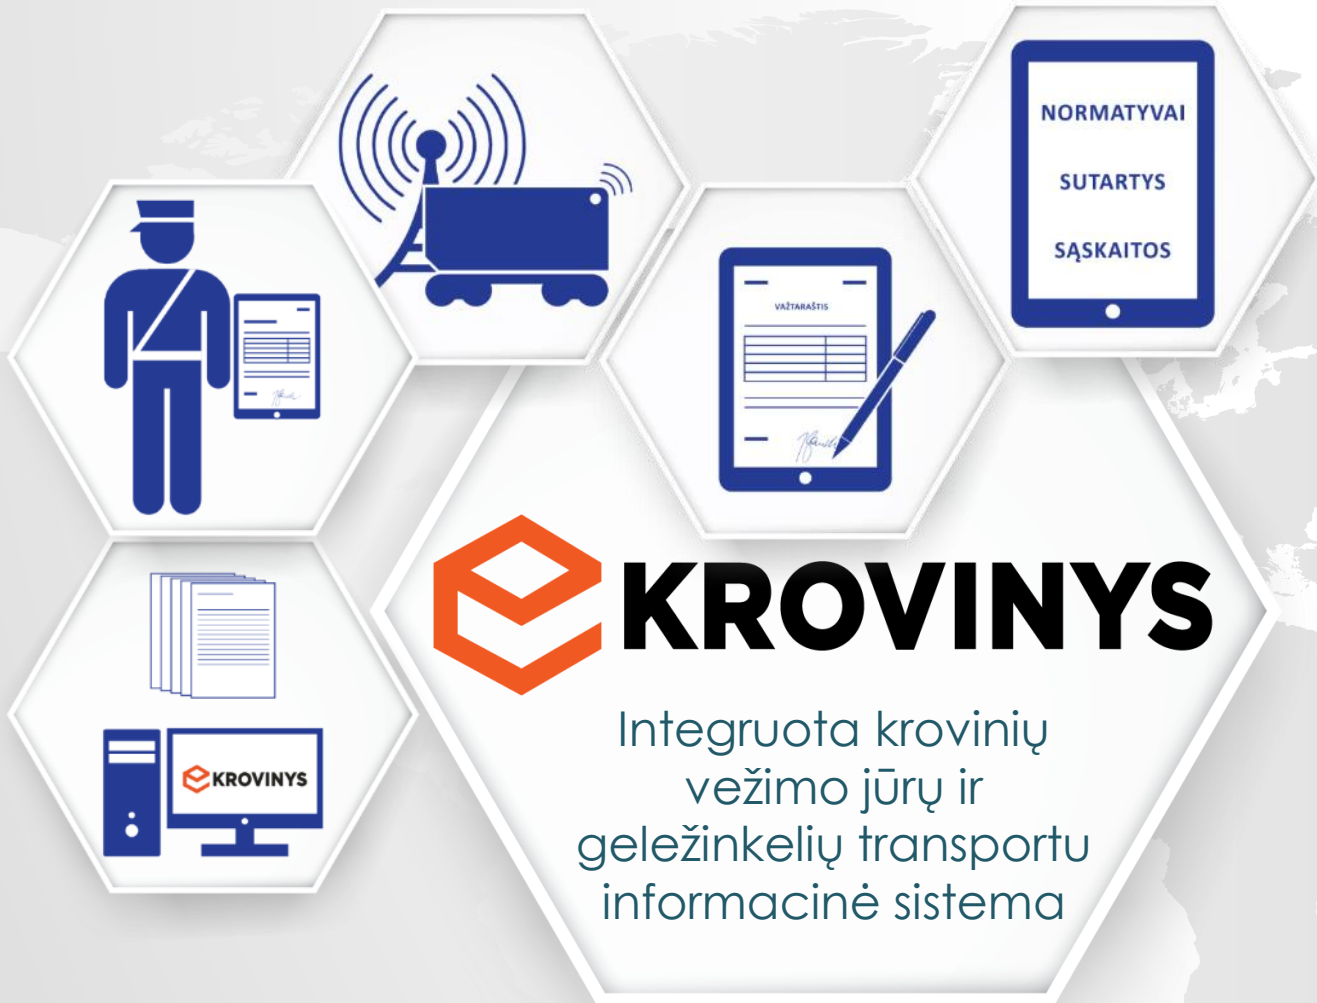 NORMATYVAI
SUTARTYS
SĄSKAITOS
VAŽTARAŠTIS
KROVINYS
KROVINYS
Integruota krovinių
vežimo jūrų ir
geležinkelių transportu
informacinė sistema